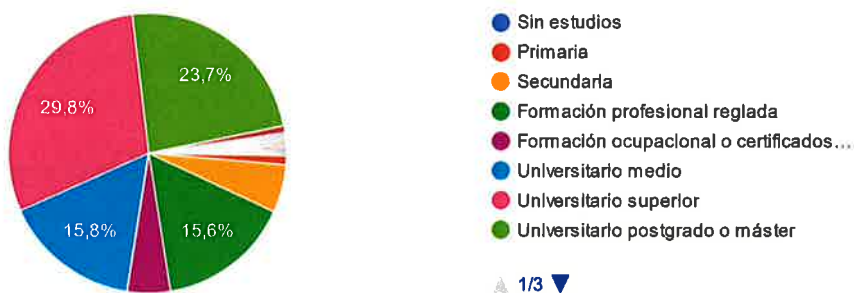 23,7%
29,8%
15,8%
15,6%
Sin estudios
Primaria
Secundaria
Formación profesional reglada
Formación ocupacional o certificados...
Universitario medio
Universitario superior
Universitario postgrado o máster
1/3